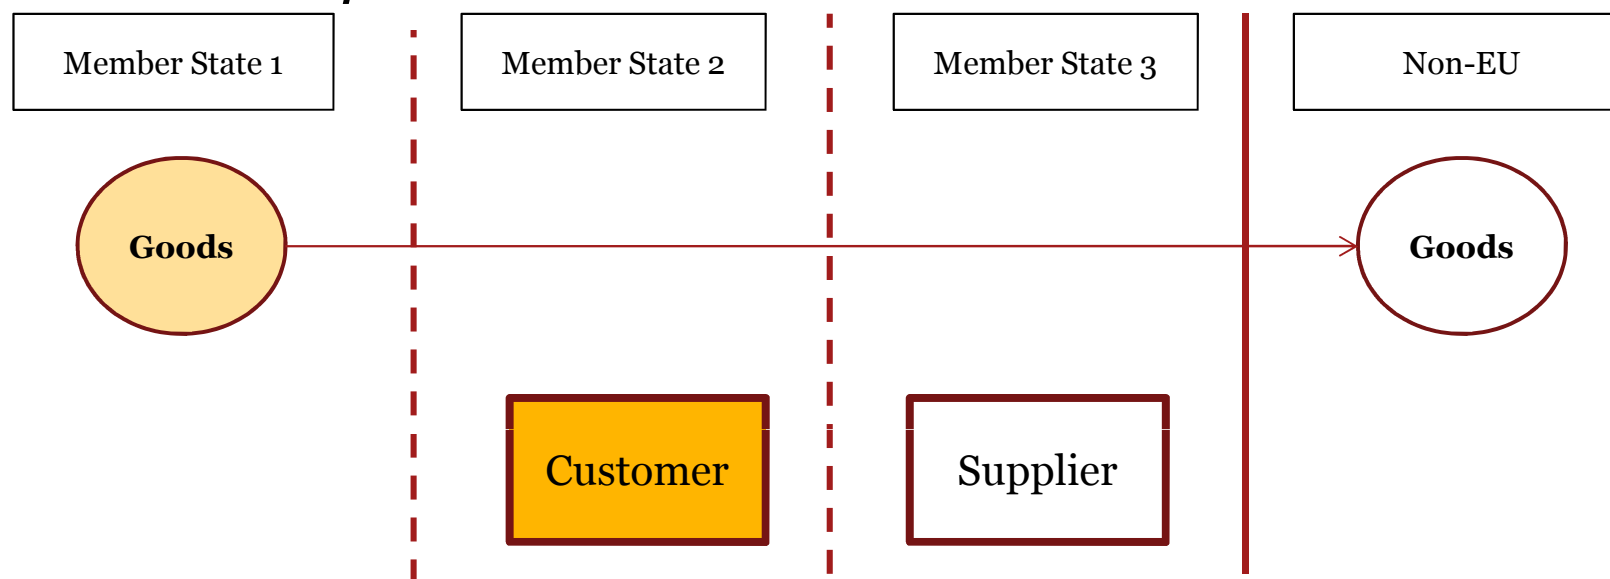 Member State 1
Member State 2
Member State 3
Non-EU
Goods
Goods
Customer
Supplier